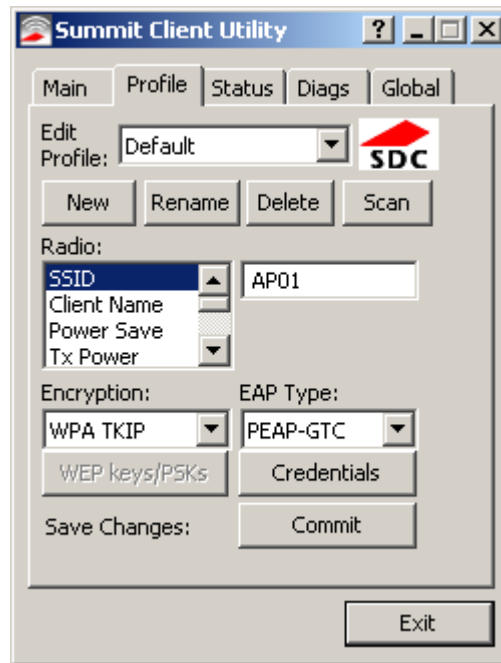 Summit Client Utility ?
Main Profile Status Diags Global
Edit Profile: Default
SDC
New Rename Delete Scan
Radio:
SSID AP01
Client Name
Power Save
Tx Power
Encryption: EAP Type:
WPA TKIP PEAP-GTC
WEP keys/PSKs Credentials
Save Changes: Commit
Exit